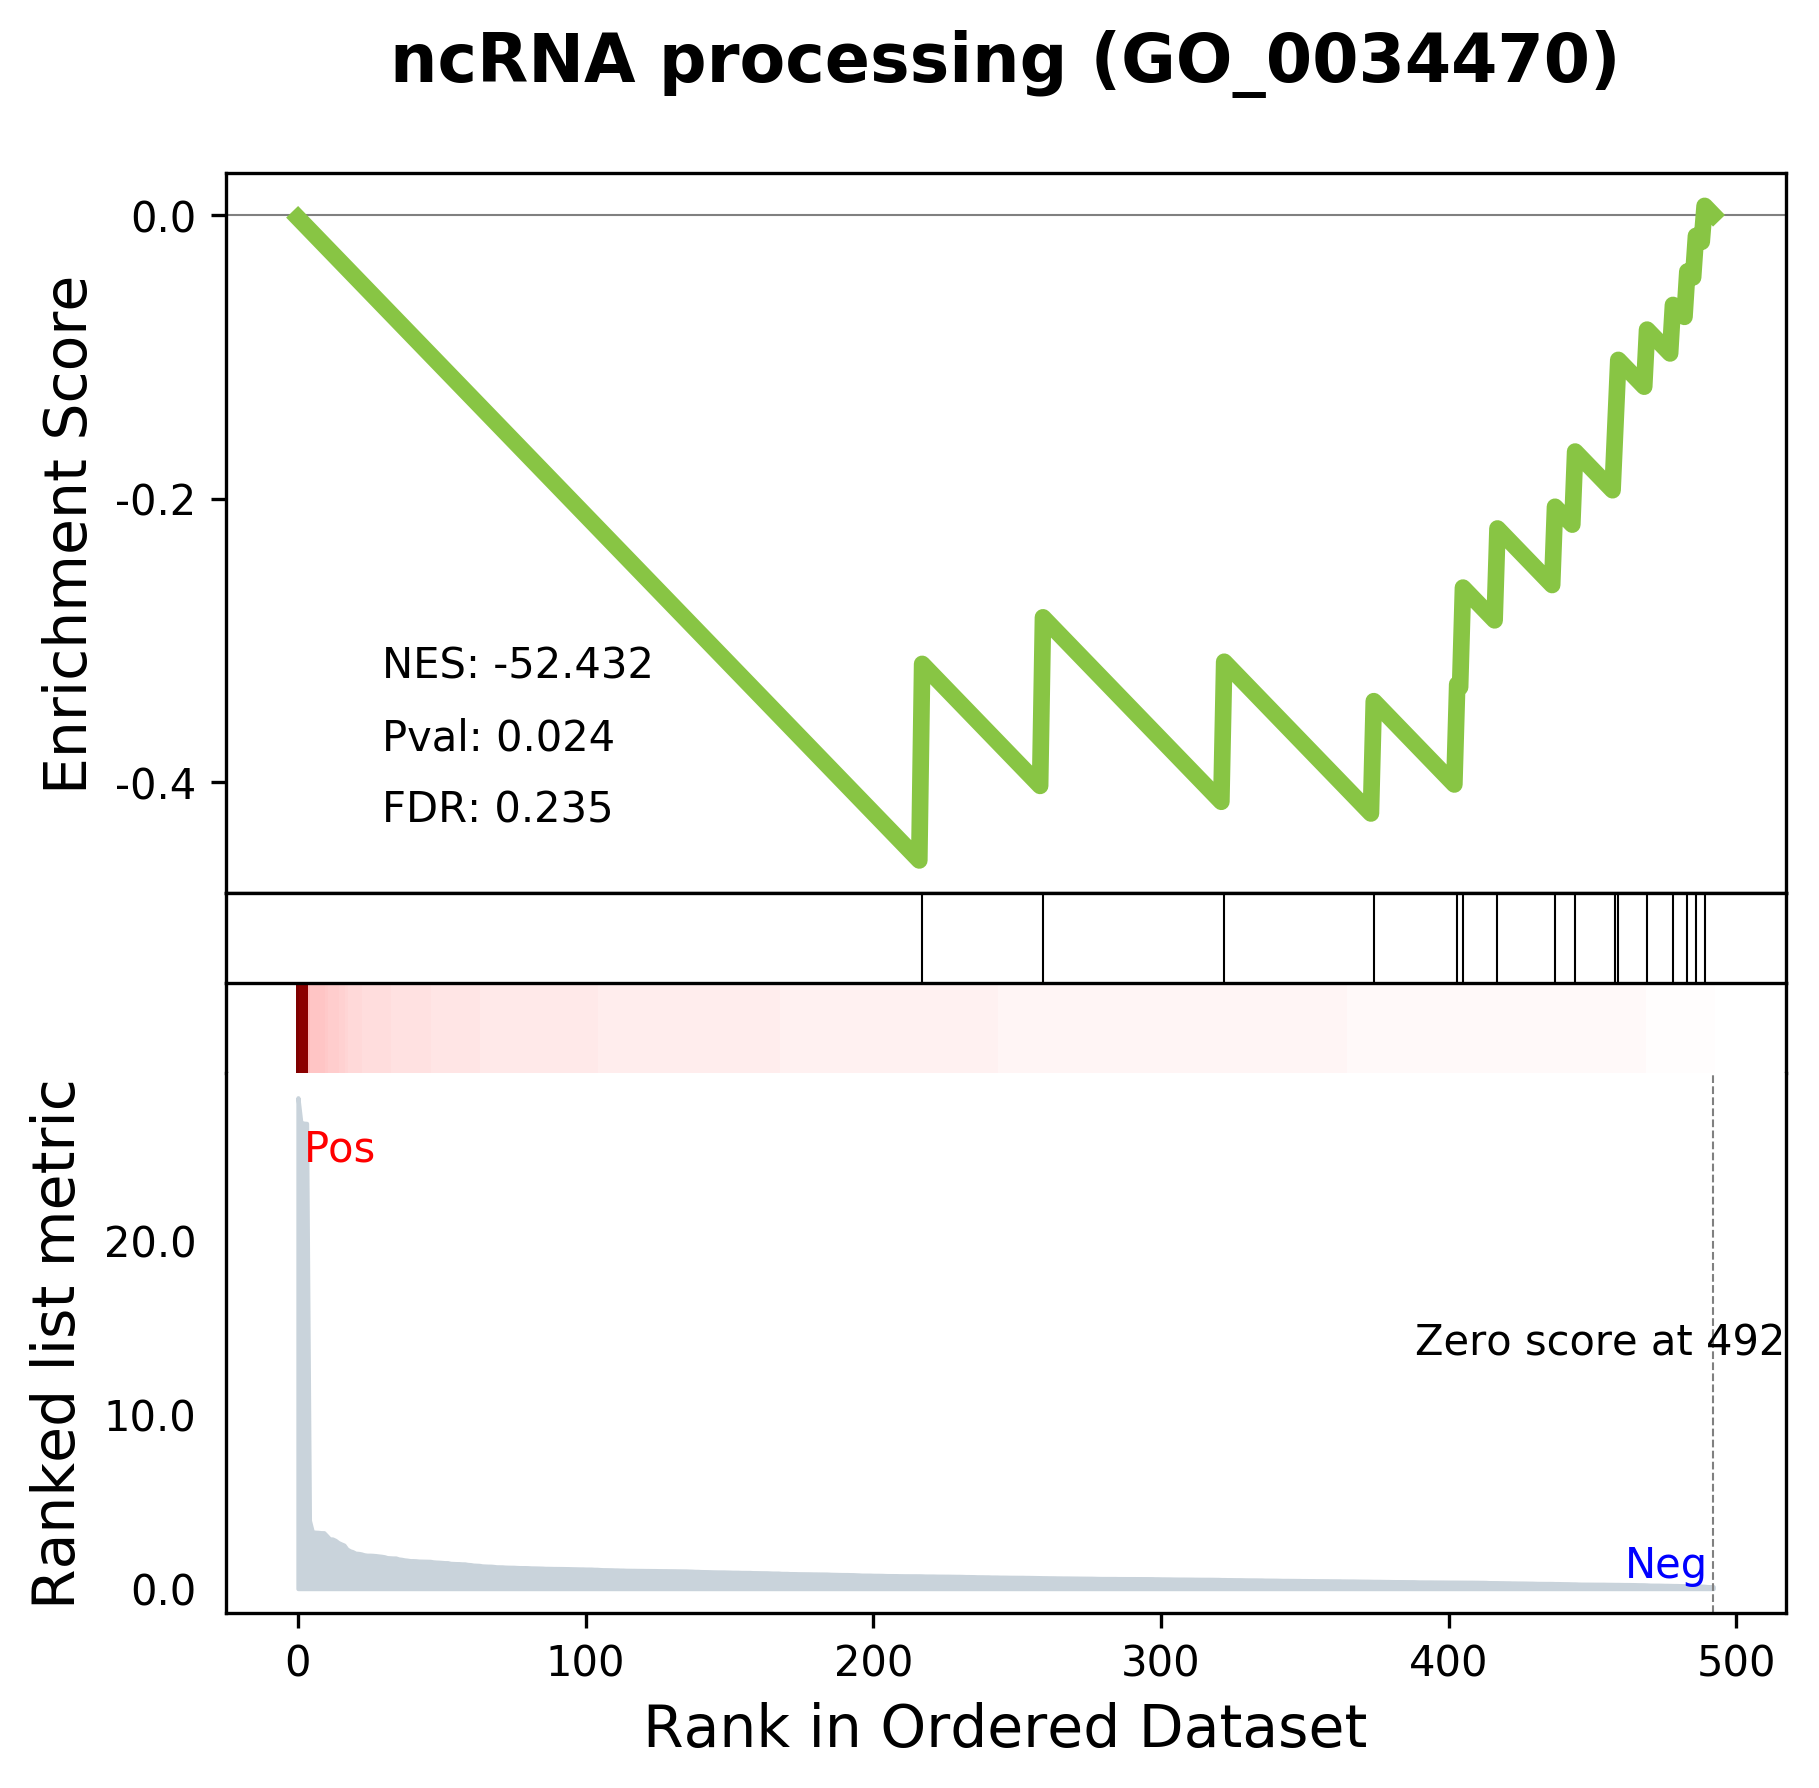 ncRNA processing (GO_0034470)
Enrichment Score
0.0
-0.2
-0.4
NES: -52.432
Pval: 0.024
FDR: 0.235
Ranked list metric
Pos
20.0
Zero score at 492
10.0
Neg
0.0
0 100 200 300 400 500
Rank in Ordered Dataset